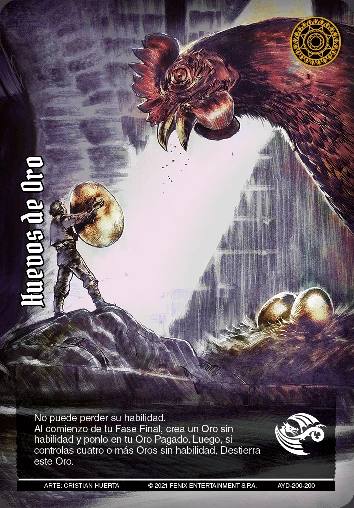 Huevos de Oro
No puede perder su habilidad.
Al comienzo de tu Fase Final, crea un Oro sin
habilidad y ponlo en tu Oro Pagado. Luego, si
controlas cuatro o más Oros sin habilidad, Destierra
este Oro.
ARTE: CRISTIAN HUERTA © 2021 FENIX ENTERTAINMENT S.P.A. AYD-200-200